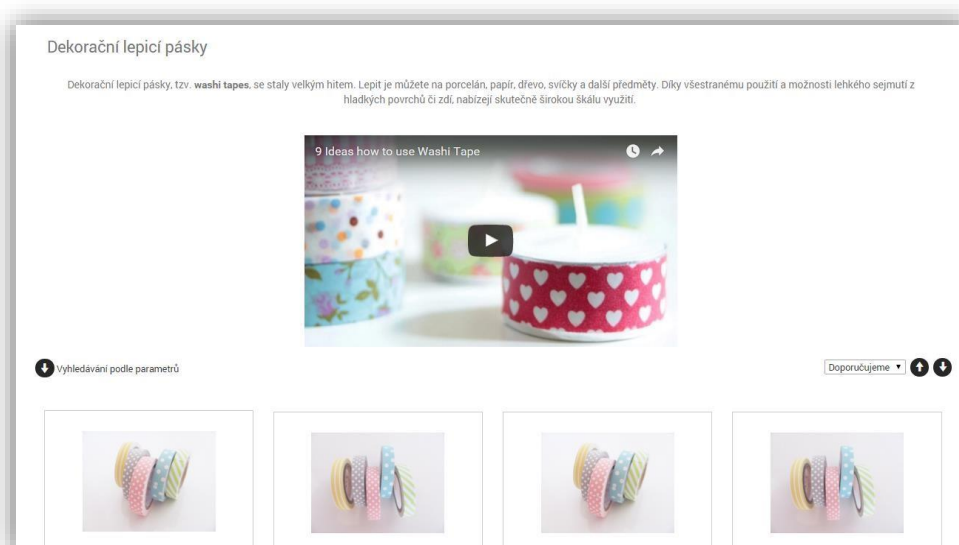 Dekorační lepicí pásky
Dekorační lepicí pásky, tzv. washi tapes, se staly velkým hitem. Lepit je můžete na porcelán, papír, dřevo, svíčky a další předměty. Díky všestranému použití a možnosti lehkého sejmutí z
hladkých povrchů či zdí, nabízejí skutečně širokou škálu využití.
9 Ideas how to use Washi Tape
Vyhledávání podle parametrů
Doporučujeme